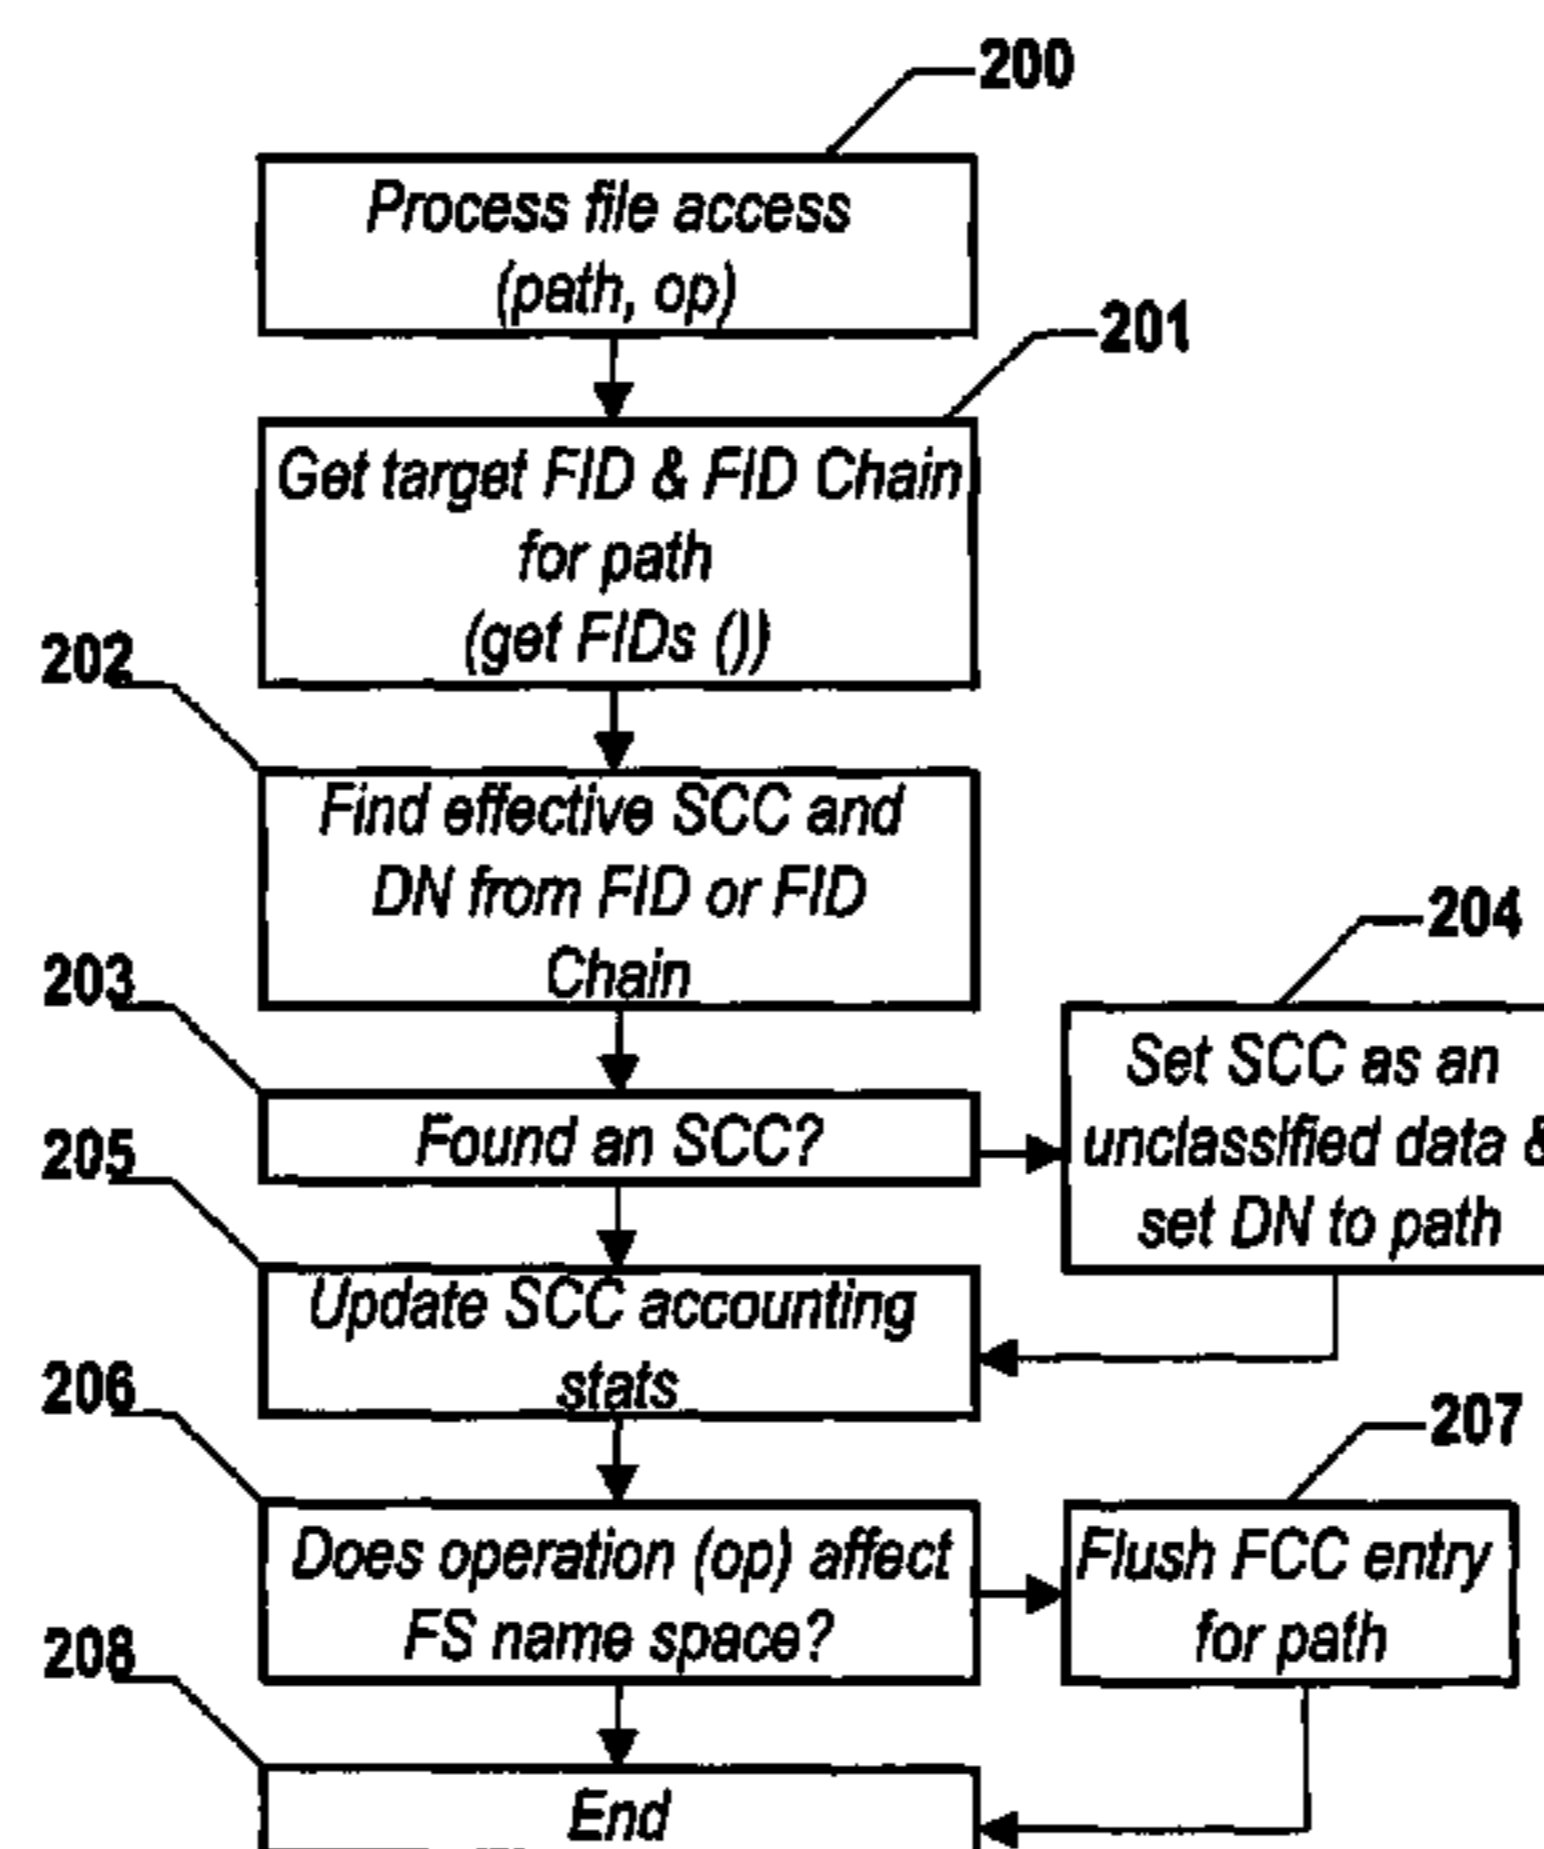 200
Process file access
(path, op)
201
Get target FID & FID Chain
for path
(get FIDs ())
202
Find effective SCC and
DN from FID or FID
Chain
203
Found an SCC?
204
Set SCC as an
unclassified data &
set DN to path
205
Update SCC accounting
stats
206
Does operation (op) affect
FS name space?
207
Flush FCC entry
for path
208
End